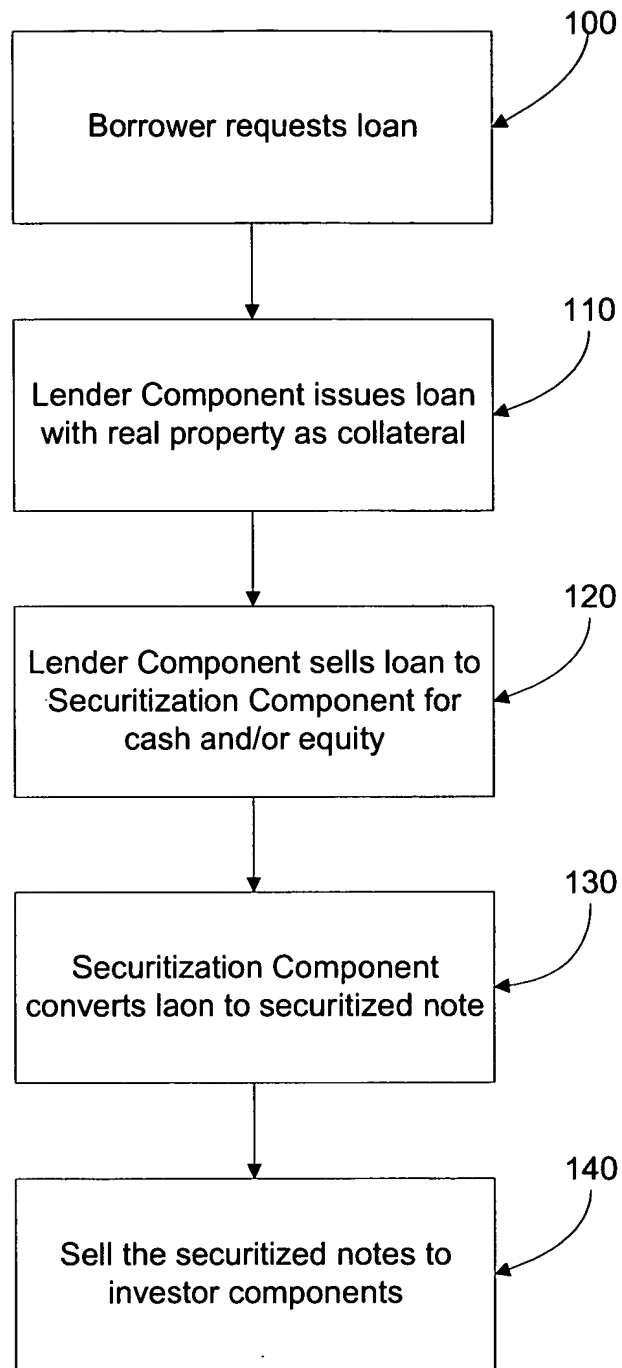 100
Borrower requests loan
110
Lender Component issues loan
with real property as collateral
120
Lender Component sells loan to
Securitization Component for
cash and/or equity
130
Securitization Component
converts laon to securitized note
140
Sell the securitized notes to
investor components